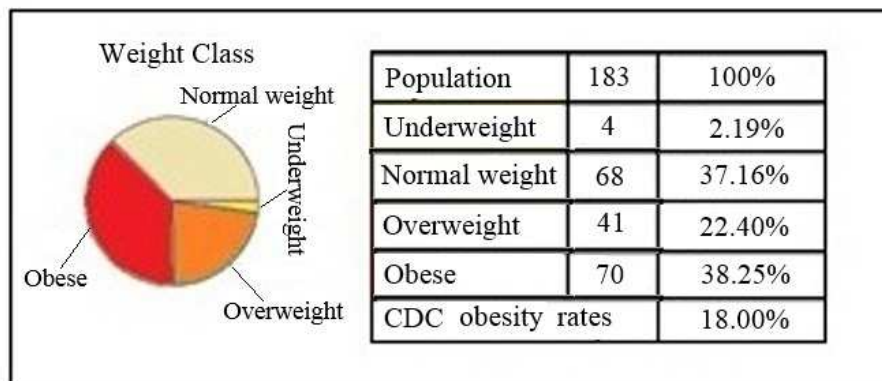 Weight Class
Normal weight
Underweight
Obese
Overweight
Population 183 100%
Underweight 4 2.19%
Normal weight 68 37.16%
Overweight 41 22.40%
Obese 70 38.25%
CDC obesity rates 18.00%